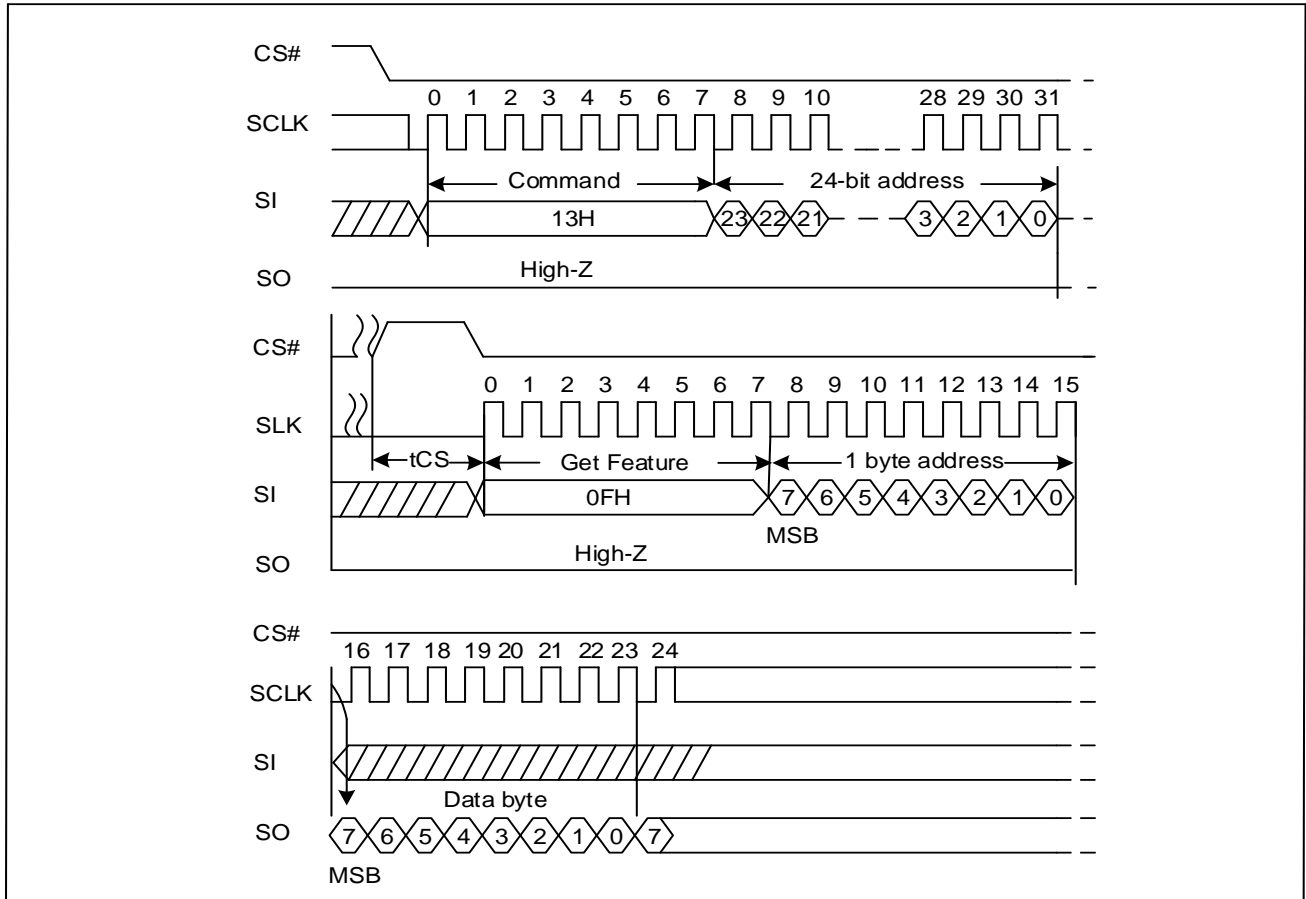 CS#
0 1 2 3 4 5 6 7 8 9 10 28 29 30 31
SCLK
Command 24-bit address
SI
13H 23 22 21 3 2 1 0
High-Z
SO
CS#
0 1 2 3 4 5 6 7 8 9 10 11 12 13 14 15
SLK
tCS Get Feature 1 byte address
SI
0FH 7 6 5 4 3 2 1 0
MSB
High-Z
SO
CS#
16 17 18 19 20 21 22 23 24
SCLK
SI
Data byte
SO 7 6 5 4 3 2 1 0 7
MSB